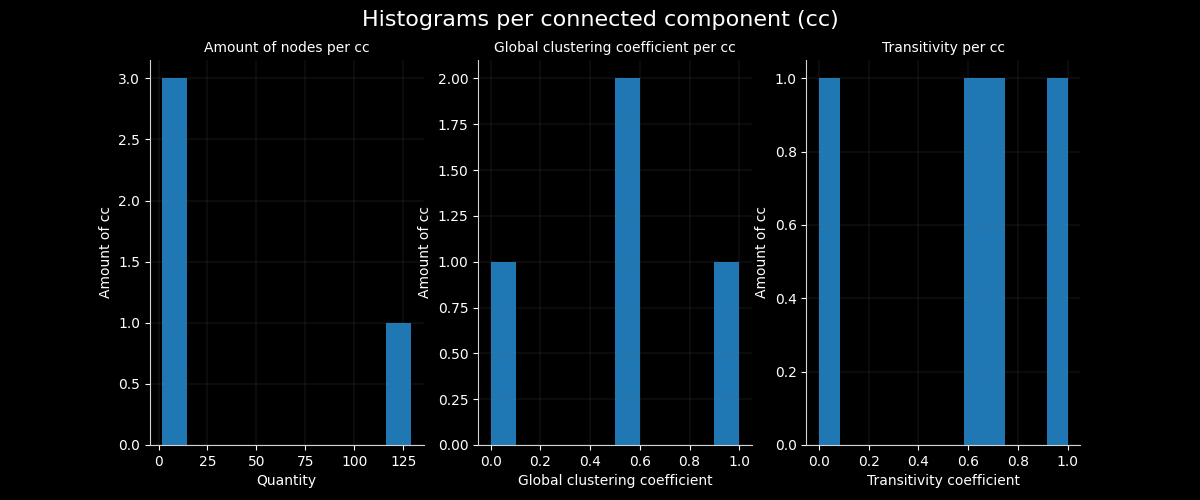 Histograms per connected component (cc)
Amount of nodes per cc
Amount of cc
3.0
2.5
2.0
1.5
1.0
0.5
0.0
0 25 50 75 100 125
Quantity
Global clustering coefficient per cc
Amount of cc
2.00
1.75
1.50
1.25
1.00
0.75
0.50
0.25
0.00
0.0 0.2 0.4 0.6 0.8 1.0
Global clustering coefficient
Transitivity per cc
Amount of cc
1.0
0.8
0.6
0.4
0.2
0.0
0.0 0.2 0.4 0.6 0.8 1.0
Transitivity coefficient